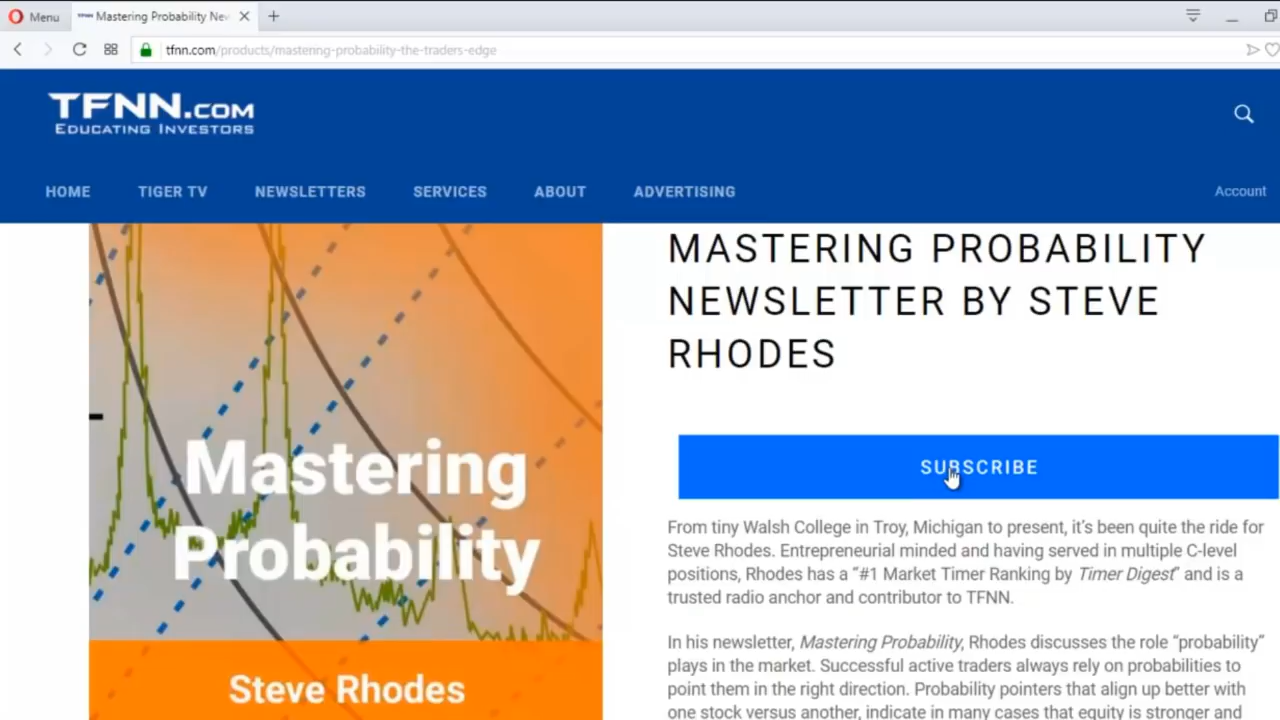 Menu
Mastering Probability Nev
tfnn.com/products/mastering-probability-the-traders-edge
TFNN.COM
EDUCATING INVESTORS
HOME TIGER TV NEWSLETTERS SERVICES ABOUT ADVERTISING Account
MASTERING PROBABILITY
NEWSLETTER BY STEVE
RHODES
SUBSCRIBE
Mastering
Probability
Steve Rhodes
From tiny Walsh College in Troy, Michigan to present, it's been quite the ride for
Steve Rhodes. Entrepreneurial minded and having served in multiple C-level
positions, Rhodes has a “#1 Market Timer Ranking by Timer Digest” and is a
trusted radio anchor and contributor to TFNN.
In his newsletter, Mastering Probability, Rhodes discusses the role “probability”
plays in the market. Successful active traders always rely on probabilities to
point them in the right direction. Probability pointers that align up better with
one stock versus another, indicate in many cases that equity is stronger and